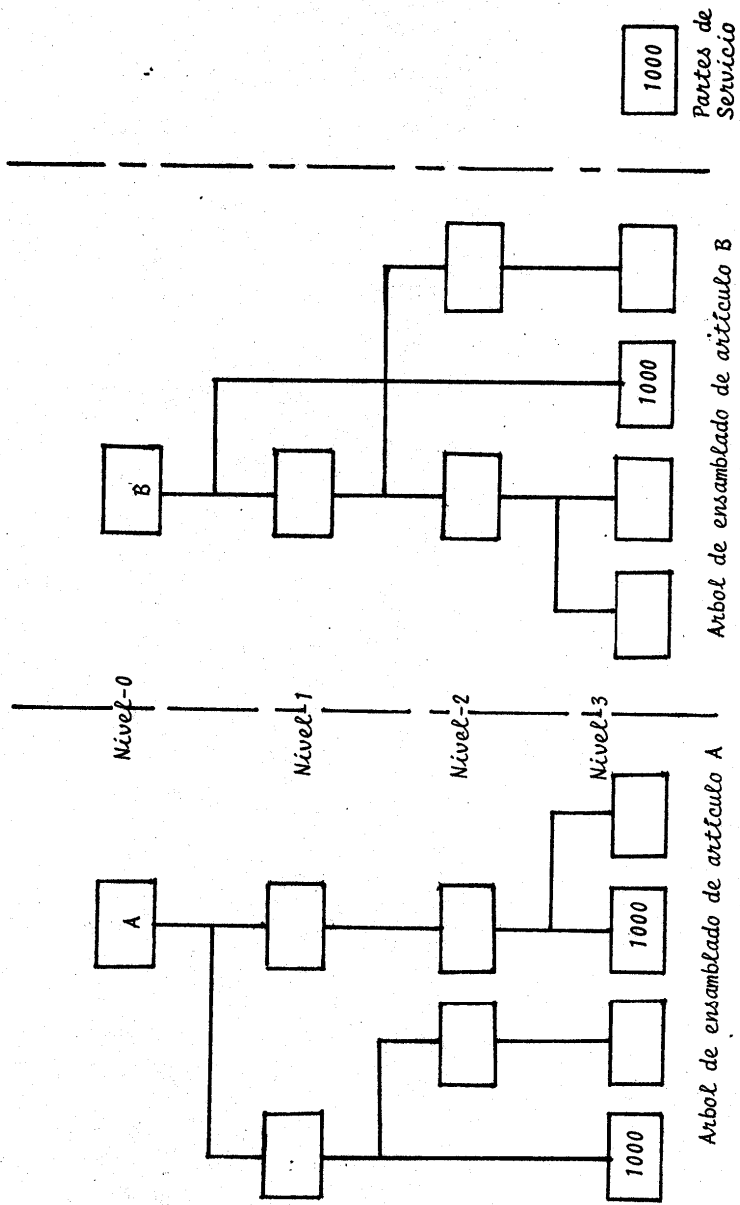 A
B
Nivel-0
Nivel-1
Nivel-2
Nivel-3
1000
1000
1000
1000
Arbol de ensamblado de artículo A
Arbol de ensamblado de artículo B
Partes de
Servicio